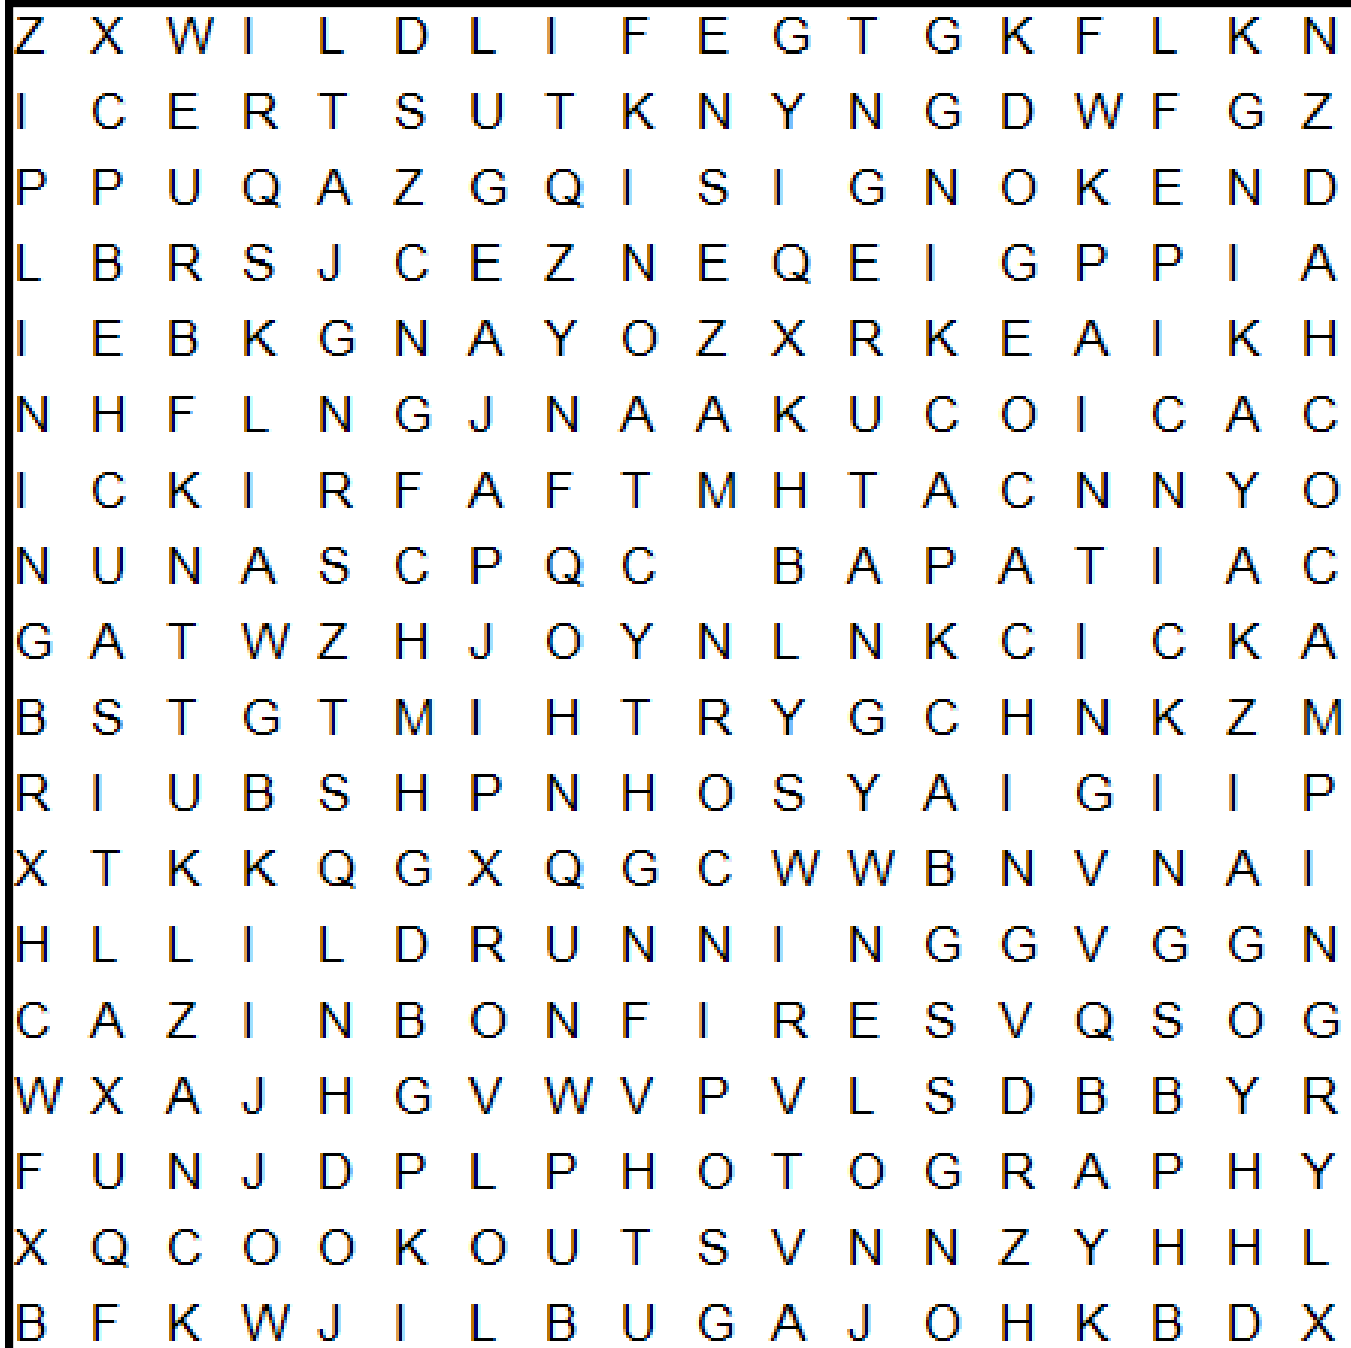 Z X W I L D L I F E G T G K F L K N
I C E R T S U T K N Y N G D W F G Z
P P U Q A Z G Q I S I G N O K E N D
L B R S J C E Z N E Q E I G P P I A
I E B K G N A Y O Z X R K E A I K H
N H F L N G J N A A K U C O I C A C
I C K I R F A F T M H T A C N N Y O
N U N A S C P Q C B A P A T I A C
G A T W Z H J O Y N L N K C I C K A
B S T G T M I H T R Y G C H N K Z M
R I U B S H P N H O S Y A I G I I P
X T K K Q G X Q G C W W B N V N A I
H L L I L D R U N N I N G G V G G N
C A Z I N B O N F I R E S V Q S O G
W X A J H G V W V P V L S D B B Y R
F U N J D P L P H O T O G R A P H Y
X Q C O O K O U T S V N N Z Y H H L
B F K W J I L B U G A J O H K B D X